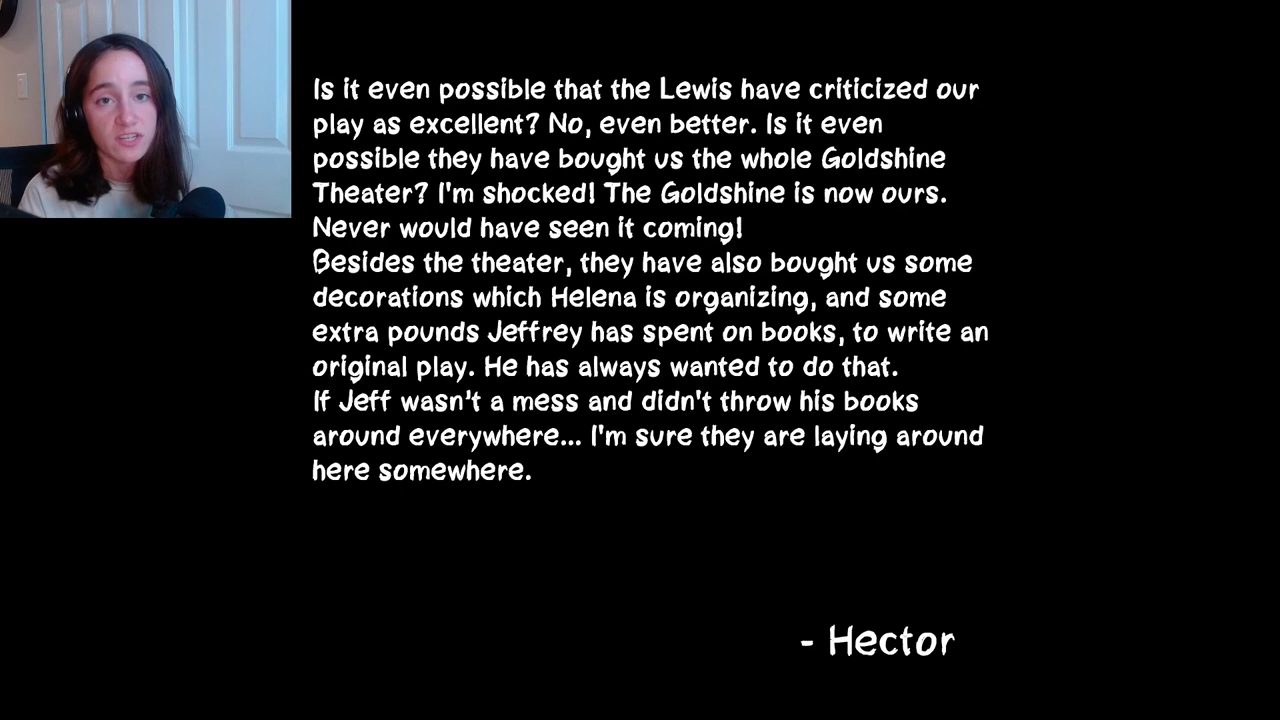 Is it even possible that the Lewis have criticized our
play as excellent? No, even better. Is it even
possible they have bought us the whole Goldshine
Theater? I'm shocked! The Goldshine is now ours.
Never would have seen it coming!
Besides the theater, they have also bought us some
decorations which Helena is organizing, and some
extra pounds Jeffrey has spent on books, to write an
original play. He has always wanted to do that.
If Jeff wasn't a mess and didn't throw his books
around everywhere... I'm sure they are laying around
here somewhere.
- Hector